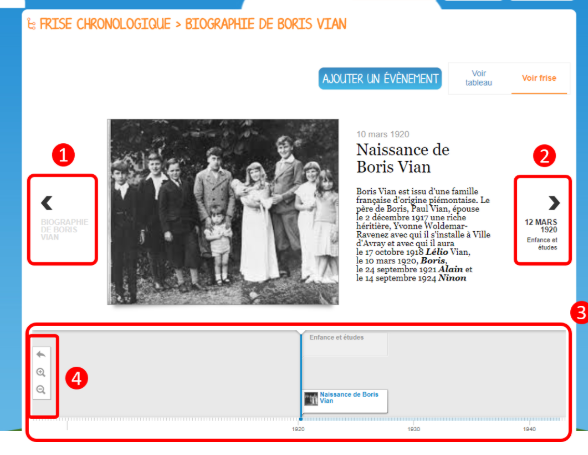 FRISE CHRONOLOGIQUE > BIOGRAPHIE DE BORIS VIAN
AJOUTER UN ÉVÉNEMENT
Voir
tableau
Voir frise
1
BIOGRAPHIE
DE BORIS
VIAN
10 mars 1920
Naissance de
Boris Vian
Boris Vian est issu d'une famille
française d'origine piémontaise. Le
père de Boris, Paul Vian, épouse
le 2 décembre 1917 une riche
héritière, Yvonne Woldemar-
Ravenez avec qui il s'installe à Ville
d'Avray et avec qui il aura
le 17 octobre 1918 Lélio Vian,
le 10 mars 1920, Boris,
le 24 septembre 1921 Alain et
le 14 septembre 1924 Ninon
2
12 MARS
1920
Enfance et
études
3
4
Enfance et études
Naissance de Boris
Vian
1920
1930
1940